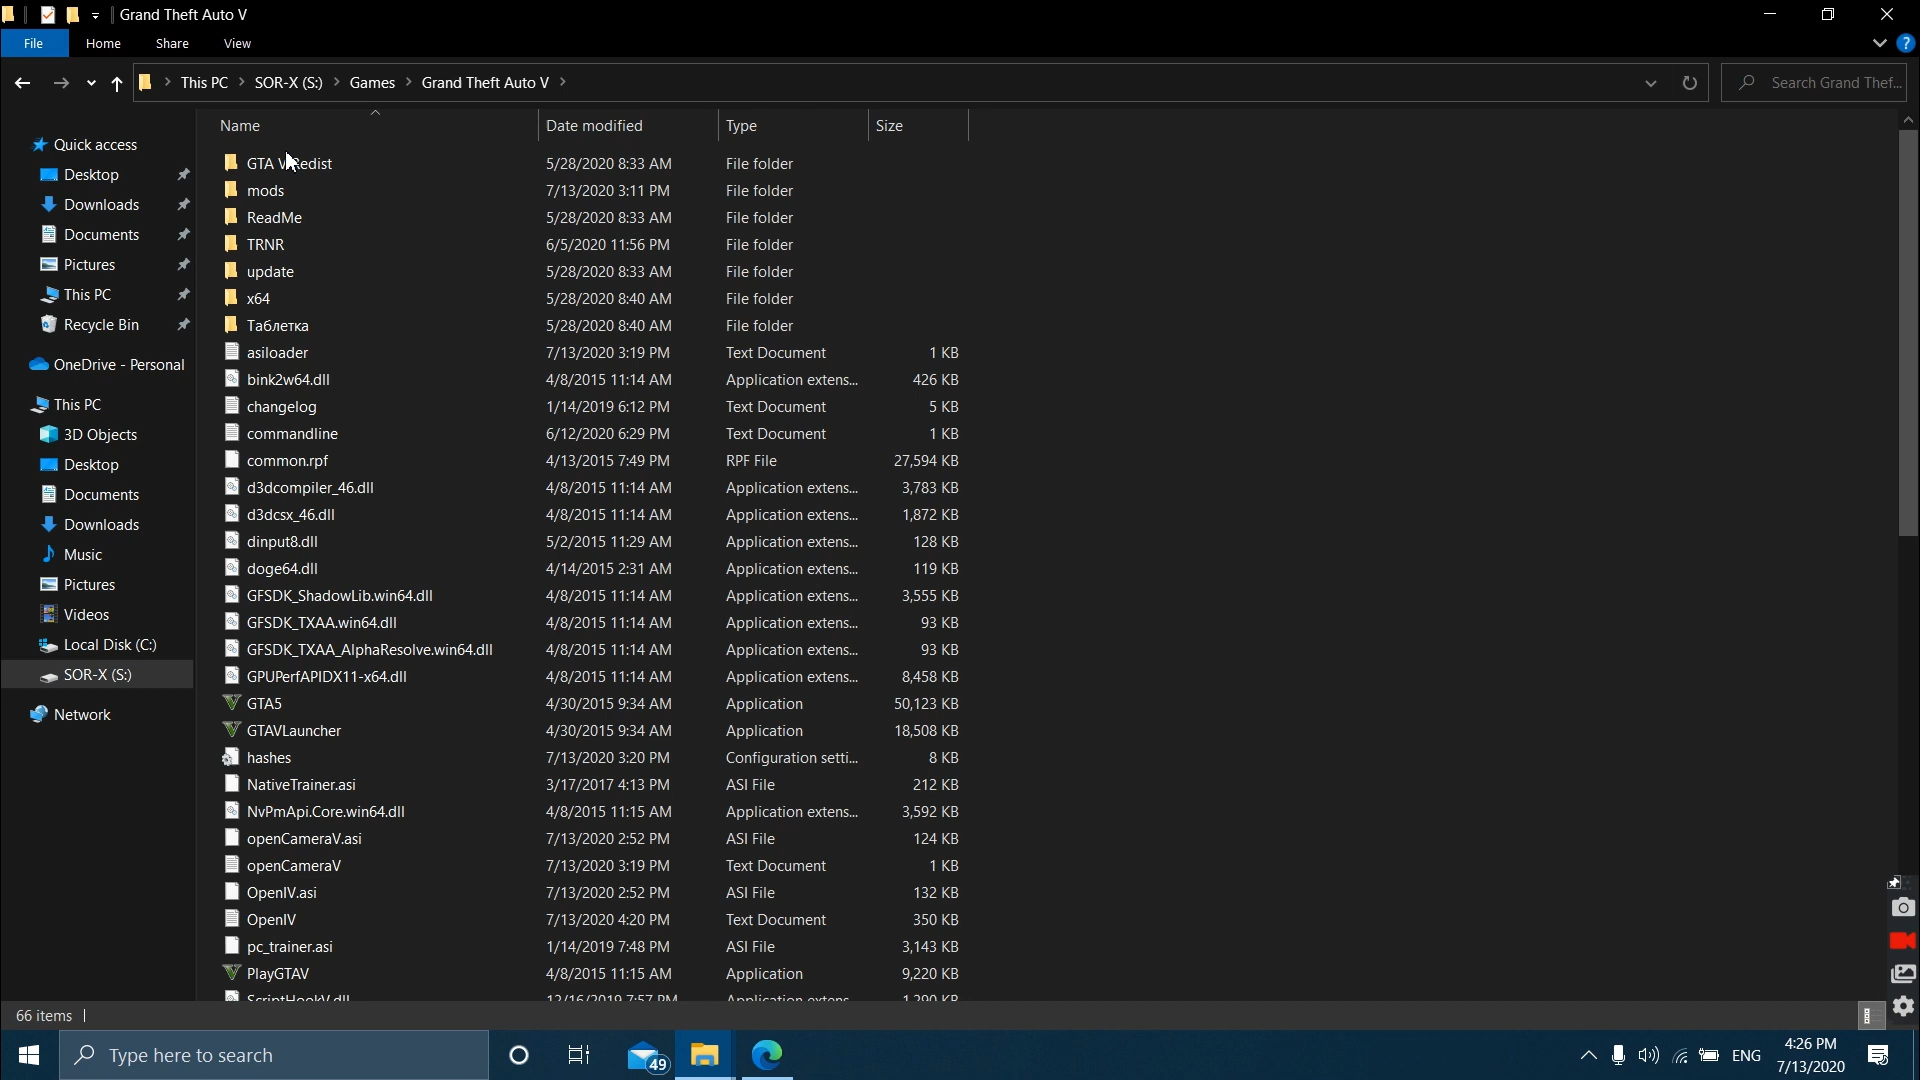 Grand Theft Auto V
File Home Share View
This PC SOR-X (S:) Games Grand Theft Auto V Search Grand Thef...
Name Date modified Type Size
Quick access
Desktop
Downloads
Documents
Pictures
This PC
Recycle Bin
OneDrive - Personal
This PC
3D Objects
Desktop
Documents
Downloads
Music
Pictures
Videos
Local Disk (C:)
SOR-X (S:)
Network
GTA V Redist 5/28/2020 8:33 AM File folder
mods 7/13/2020 3:11 PM File folder
ReadMe 5/28/2020 8:33 AM File folder
TRNR 6/5/2020 11:56 PM File folder
update 5/28/2020 8:33 AM File folder
x64 5/28/2020 8:40 AM File folder
Таблетка 5/28/2020 8:40 AM File folder
asiloader 7/13/2020 3:19 PM Text Document 1 KB
bink2w64.dll 4/8/2015 11:14 AM Application extens... 426 KB
changelog 1/14/2019 6:12 PM Text Document 5 KB
commandline 6/12/2020 6:29 PM Text Document 1 KB
common.rpf 4/13/2015 7:49 PM RPF File 27,594 KB
d3dcompiler_46.dll 4/8/2015 11:14 AM Application extens... 3,783 KB
d3dcsx_46.dll 4/8/2015 11:14 AM Application extens... 1,872 KB
dinput8.dll 5/2/2015 11:29 AM Application extens... 128 KB
doge64.dll 4/14/2015 2:31 AM Application extens... 119 KB
GFSDK_ShadowLib.win64.dll 4/8/2015 11:14 AM Application extens... 3,555 KB
GFSDK_TXAA.win64.dll 4/8/2015 11:14 AM Application extens... 93 KB
GFSDK_TXAA_AlphaResolve.win64.dll 4/8/2015 11:14 AM Application extens... 93 KB
GPUPerfAPIDX11-x64.dll 4/8/2015 11:14 AM Application extens... 8,458 KB
GTA5 4/30/2015 9:34 AM Application 50,123 KB
GTAVLauncher 4/30/2015 9:34 AM Application 18,508 KB
hashes 7/13/2020 3:20 PM Configuration setti... 8 KB
NativeTrainer.asi 3/17/2017 4:13 PM ASI File 212 KB
NvPmApi.Core.win64.dll 4/8/2015 11:15 AM Application extens... 3,592 KB
openCameraV.asi 7/13/2020 2:52 PM ASI File 124 KB
openCameraV 7/13/2020 3:19 PM Text Document 1 KB
OpenIV.asi 7/13/2020 2:52 PM ASI File 132 KB
OpenIV 7/13/2020 4:20 PM Text Document 350 KB
pc_trainer.asi 1/14/2019 7:48 PM ASI File 3,143 KB
PlayGTAV 4/8/2015 11:15 AM Application 9,220 KB
ScriptHookV.dll 12/16/2019 7:57 PM Application extens... 1,290 KB
66 items
Type here to search 49 ENG 4:26 PM
7/13/2020